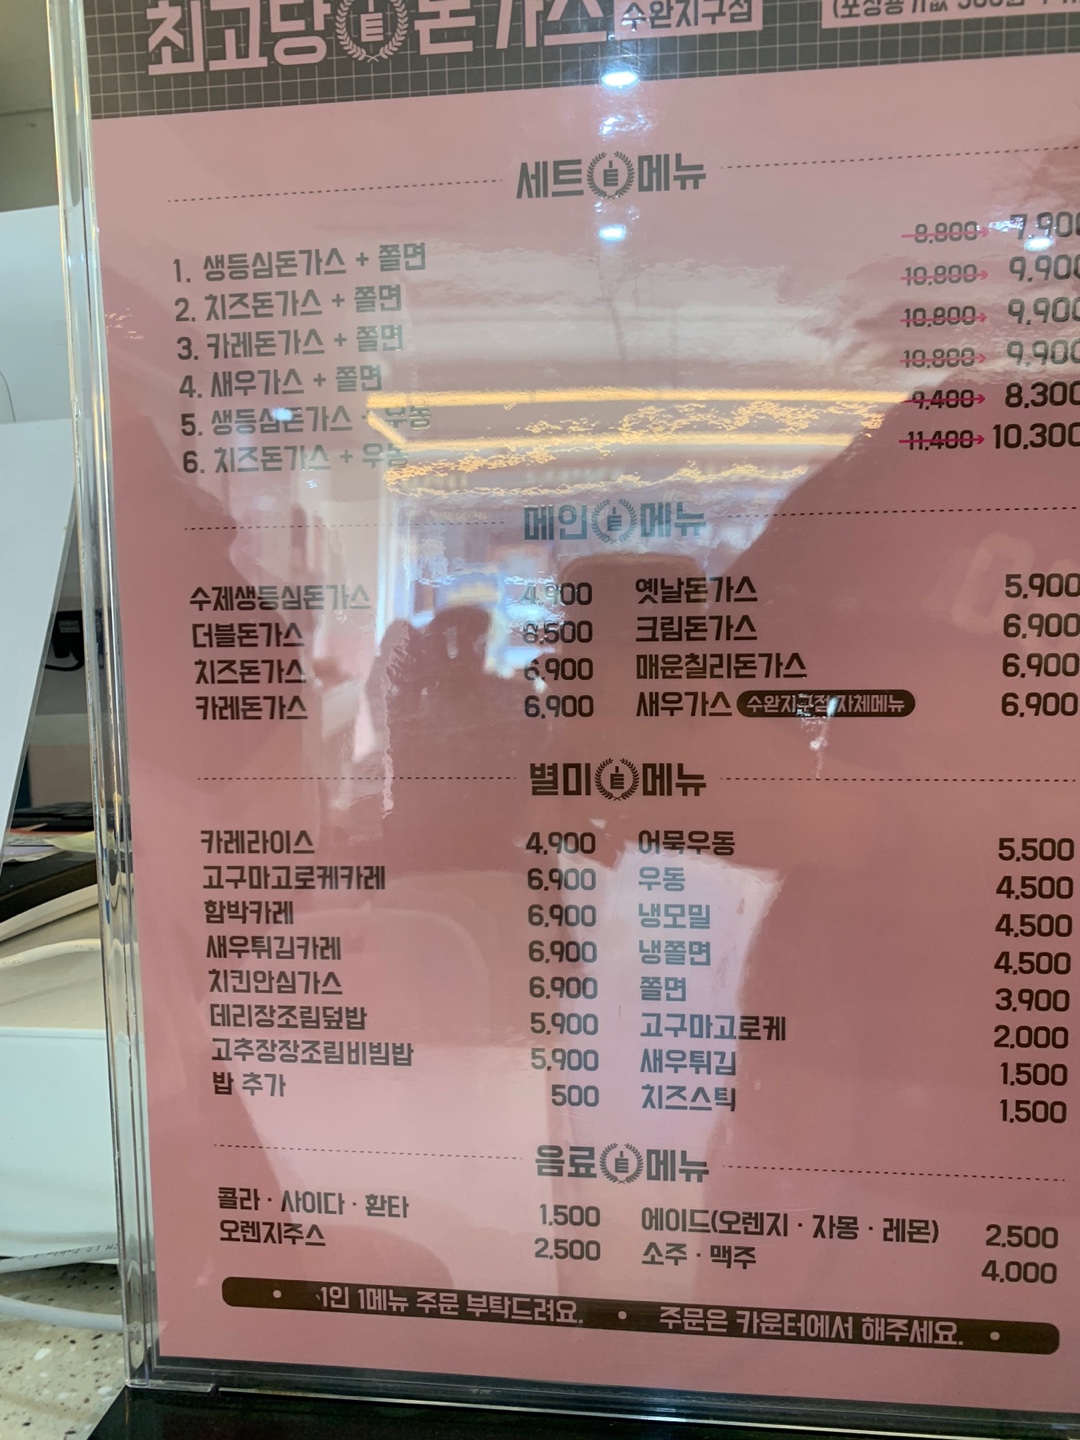 최고당 돈가스 수완지구점
세트 메뉴
1. 생등심돈가스 + 쫄면 8,800 7,900
2. 치즈돈가스 + 쫄면 10,800 9,900
3. 카레돈가스 + 쫄면 10,800 9,900
4. 새우가스 + 쫄면 10,800 9,900
5. 생등심돈가스 + 우동 9,400 8,300
6. 치즈돈가스 + 우동 11,400 10,300
메인 메뉴
수제생등심돈가스 4,900 옛날돈가스 5,900
더블돈가스 8,500 크림돈가스 6,900
치즈돈가스 6,900 매운칠리돈가스 6,900
카레돈가스 6,900 새우가스 수완지구점 자체메뉴 6,900
별미 메뉴
카레라이스 4,900 어묵우동 5,500
고구마고로케카레 6,900 우동 4,500
함박카레 6,900 냉모밀 4,500
새우튀김카레 6,900 냉쫄면 4,500
치킨안심가스 6,900 쫄면 3,900
데리장조림덮밥 5,900 고구마고로케 2,000
고추장장조림비빔밥 5,900 새우튀김 1,500
밥 추가 500 치즈스틱 1,500
음료 메뉴
콜라 · 사이다 · 환타 1,500 에이드(오렌지 · 자몽 · 레몬) 2,500
오렌지주스 2,500 소주 · 맥주 4,000
• 1인 1메뉴 주문 부탁드려요. • 주문은 카운터에서 해주세요. •